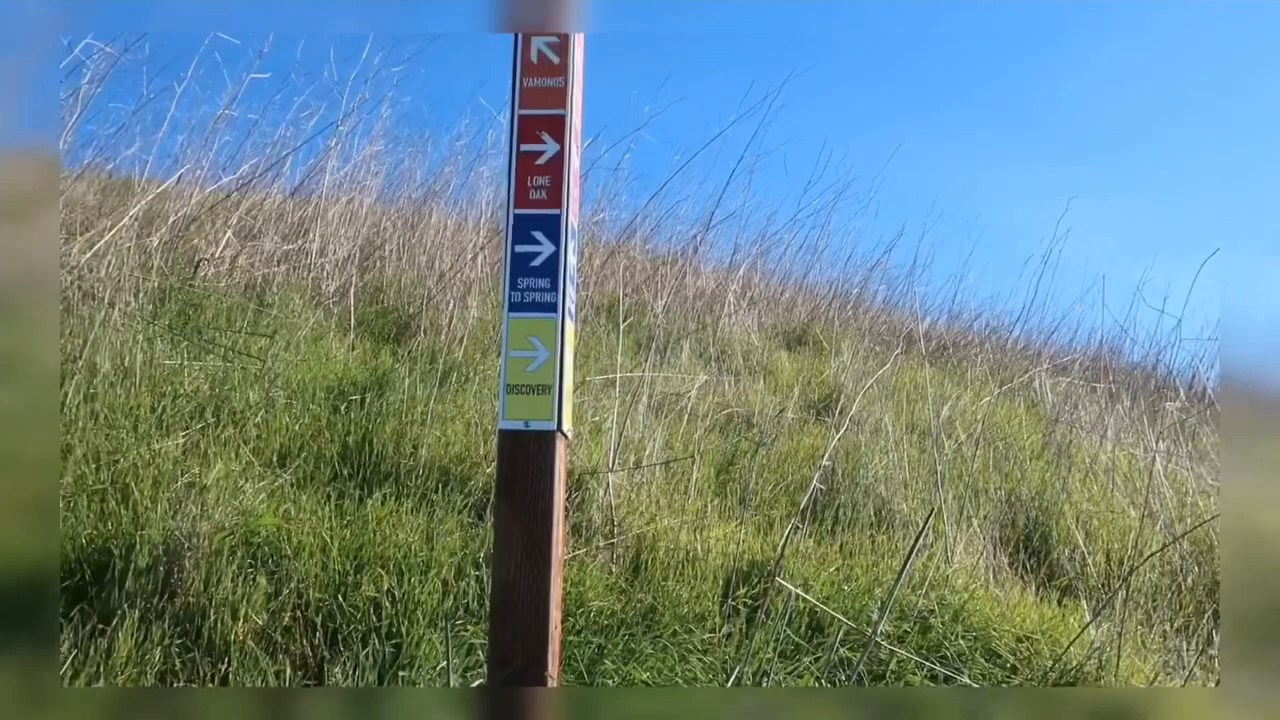 VAMONOS
LONE
OAK
SPRING
TO SPRING
DISCOVERY